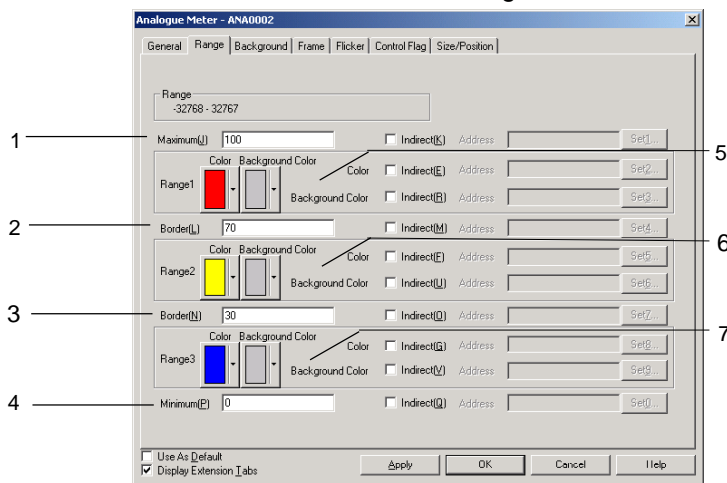 Analogue Meter - ANA0002
General Range Background Frame Flicker Control Flag Size/Position
Range
-32768 - 32767
1 Maximum(J) 100 Indirect(K) Address Set1...
5
Color Background Color
Range1 Color Indirect(E) Address Set2...
Background Color Indirect(R) Address Set3...
2 Border(L) 70 Indirect(M) Address Set4...
6
Color Background Color
Range2 Color Indirect(F) Address Set5...
Background Color Indirect(U) Address Set6...
3 Border(N) 30 Indirect(O) Address Set7...
7
Color Background Color
Range3 Color Indirect(G) Address Set8...
Background Color Indirect(V) Address Set9...
4 Minimum(P) 0 Indirect(Q) Address Set0...
Use As Default
Display Extension Tabs
Apply OK Cancel Help